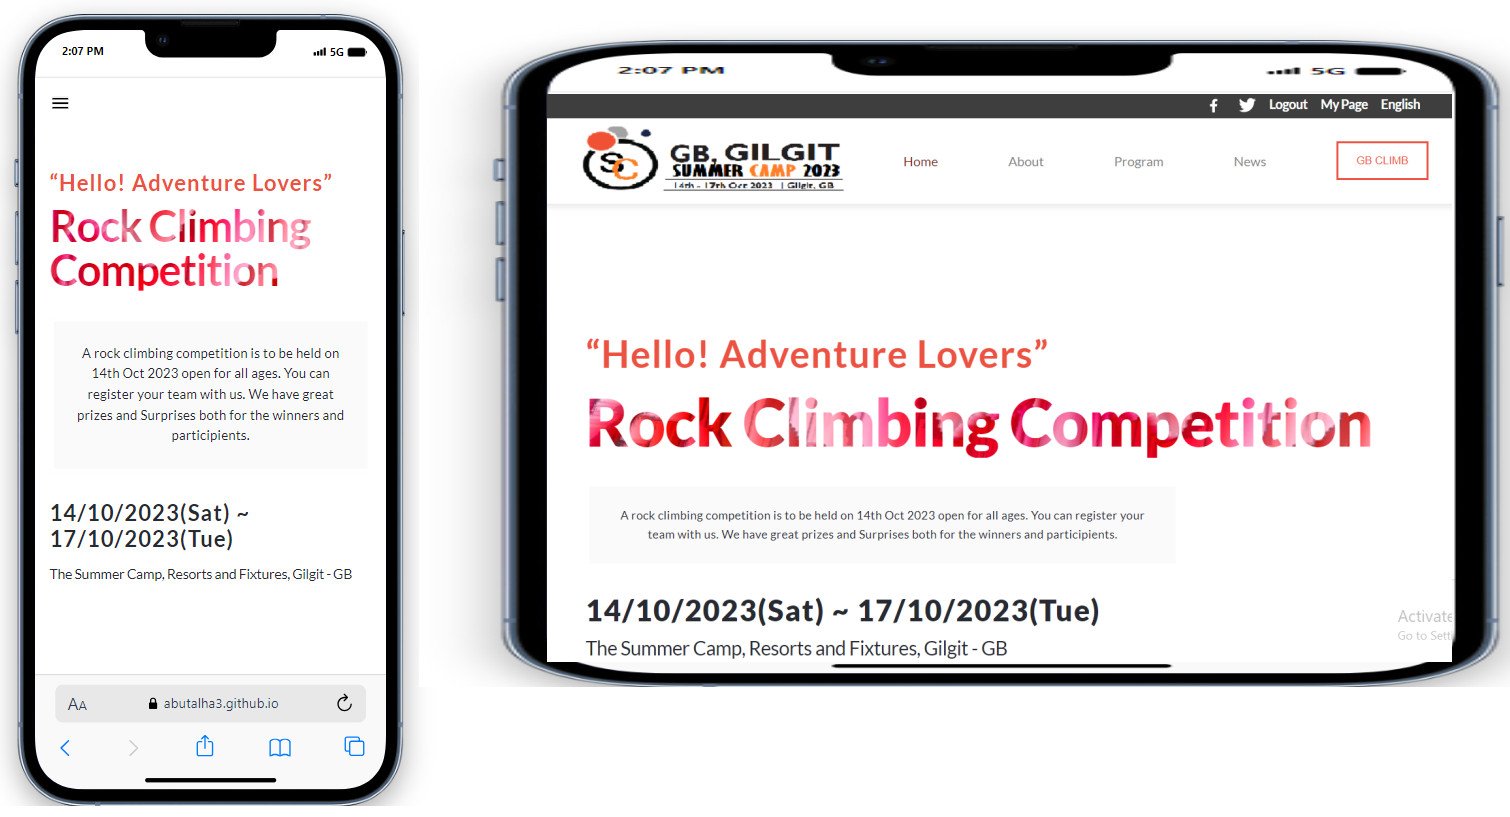 2:07 PM 5G
“Hello! Adventure Lovers”
Rock Climbing
Competition
A rock climbing competition is to be held on
14th Oct 2023 open for all ages. You can
register your team with us. We have great
prizes and Surprises both for the winners and
participients.
14/10/2023(Sat) ~
17/10/2023(Tue)
The Summer Camp, Resorts and Fixtures, Gilgit - GB
AA abutalha3.github.io
2:07 PM 5G
Logout My Page English
SC
GB, GILGIT
SUMMER CAMP 2023
14th - 17th Oct 2023 | Gilgit, GB
Home About Program News GB CLIMB
“Hello! Adventure Lovers”
Rock Climbing Competition
A rock climbing competition is to be held on 14th Oct 2023 open for all ages. You can register your
team with us. We have great prizes and Surprises both for the winners and participients.
14/10/2023(Sat) ~ 17/10/2023(Tue)
The Summer Camp, Resorts and Fixtures, Gilgit - GB
Activate
Go to Sett